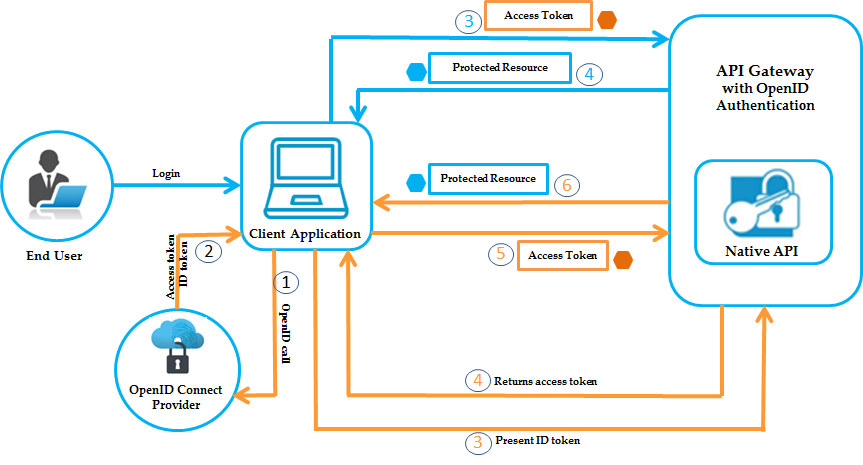 3
Access Token
Protected Resource
4
API Gateway
with OpenID
Authentication
Login
Protected Resource
6
Client Application
Native API
End User
2
Access token
ID token
5
Access Token
1
OpenID call
OpenID Connect
Provider
4
Returns access token
3
Present ID token